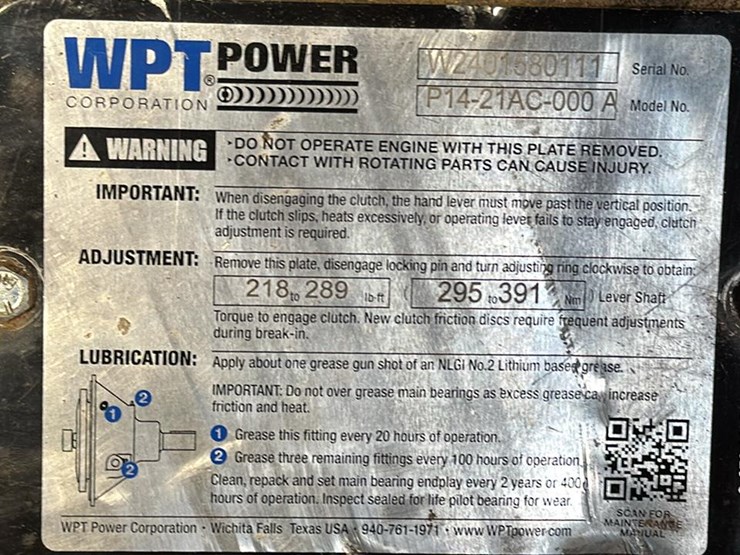 WPT POWER
CORPORATION ®
W2401580111 Serial No.
P14-21AC-000 A Model No.
WARNING
•DO NOT OPERATE ENGINE WITH THIS PLATE REMOVED.
•CONTACT WITH ROTATING PARTS CAN CAUSE INJURY.
IMPORTANT: When disengaging the clutch, the hand lever must move past the vertical position.
If the clutch slips, heats excessively, or operating lever fails to stay engaged, clutch
adjustment is required.
ADJUSTMENT: Remove this plate, disengage locking pin and turn adjusting ring clockwise to obtain:
218 to 289 lb-ft ( 295 to 391 Nm ) Lever Shaft
Torque to engage clutch. New clutch friction discs require frequent adjustments
during break-in.
LUBRICATION: Apply about one grease gun shot of an NLGI No.2 Lithium based grease.
IMPORTANT: Do not over grease main bearings as excess grease ca increase
friction and heat.
1 Grease this fitting every 20 hours of operation.
2 Grease three remaining fittings every 100 hours of operation.
Clean, repack and set main bearing endplay every 2 years or 4000
hours of operation. Inspect sealed for life pilot bearing for wear.
1
2
2
SCAN FOR
MAINTENANCE
MANUAL
WPT Power Corporation • Wichita Falls Texas USA • 940-761-1971 • www.WPTpower.com